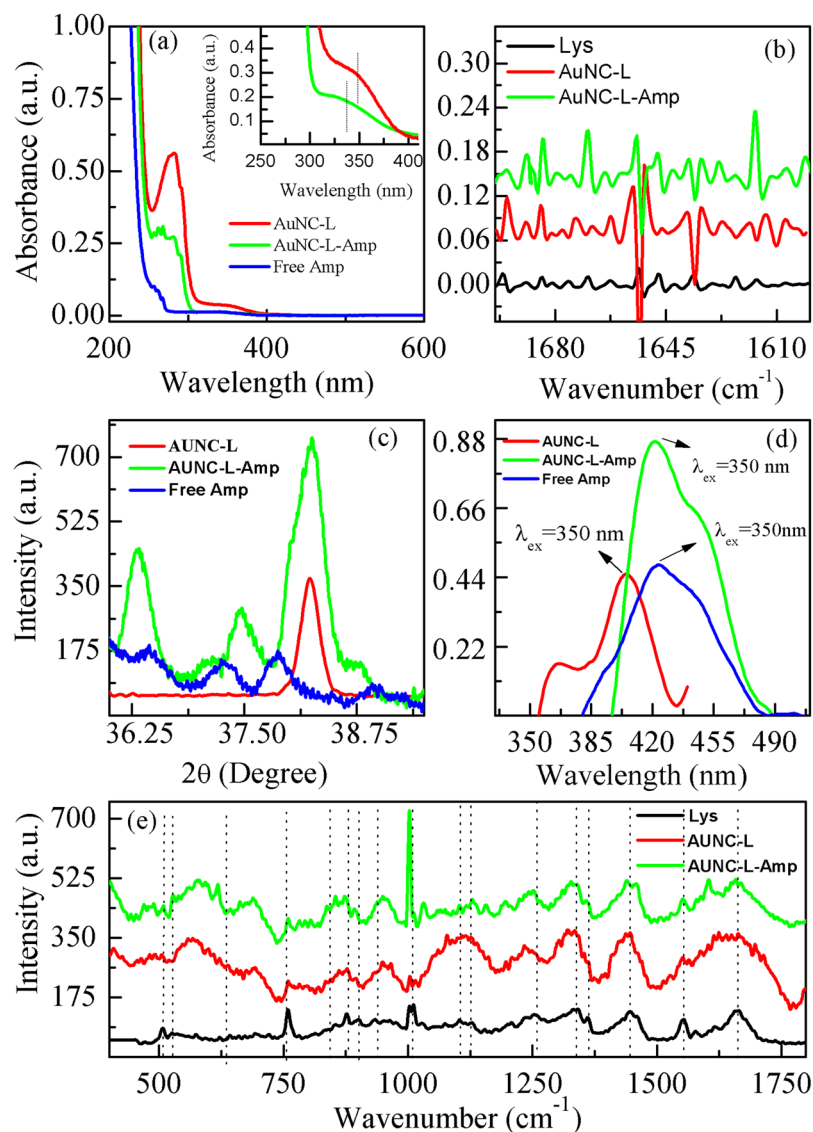 (a)
Absorbance (a.u.)
1.00
0.75
0.50
0.25
0.00
200 400 600
Wavelength (nm)
Absorbance (a.u.)
0.4
0.3
0.2
0.1
250 300 350 400
Wavelength (nm)
AuNC-L
AuNC-L-Amp
Free Amp
(b)
Lys
AuNC-L
AuNC-L-Amp
0.30
0.24
0.18
0.12
0.06
0.00
1680 1645 1610
Wavenumber (cm⁻¹)
(c)
AUNC-L
AUNC-L-Amp
Free Amp
Intensity (a.u.)
700
525
350
175
36.25 37.50 38.75
2θ (Degree)
(d)
AUNC-L
AUNC-L-Amp
Free Amp
λex=350 nm
λex=350 nm
λex=350nm
0.88
0.66
0.44
0.22
350 385 420 455 490
Wavelength (nm)
(e)
Lys
AUNC-L
AUNC-L-Amp
Intensity (a.u.)
700
525
350
175
500 750 1000 1250 1500 1750
Wavenumber (cm⁻¹)